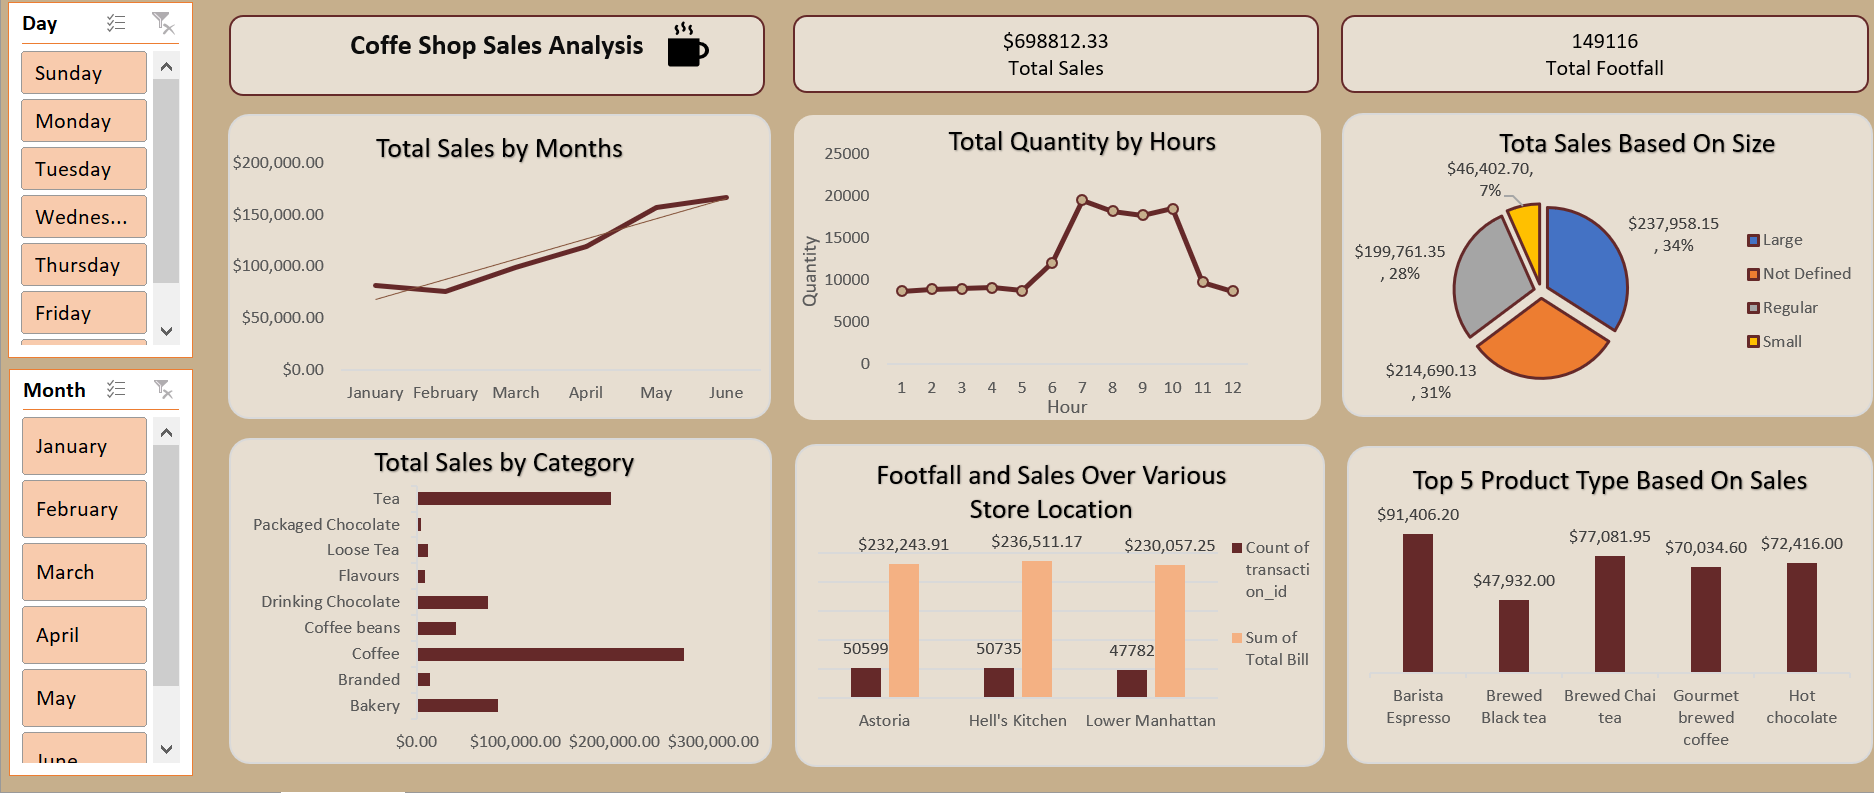 Day
Sunday
Monday
Tuesday
Wednes...
Thursday
Friday
Month
January
February
March
April
May
June
Coffe Shop Sales Analysis
$698812.33
Total Sales
149116
Total Footfall
Total Sales by Months
$200,000.00
$150,000.00
$100,000.00
$50,000.00
$0.00
January February March April May June
Total Quantity by Hours
25000
20000
15000
10000
5000
0
Quantity
1 2 3 4 5 6 7 8 9 10 11 12
Hour
Tota Sales Based On Size
$46,402.70,
7%
$237,958.15
, 34%
$199,761.35
, 28%
$214,690.13
, 31%
Large
Not Defined
Regular
Small
Total Sales by Category
Tea
Packaged Chocolate
Loose Tea
Flavours
Drinking Chocolate
Coffee beans
Coffee
Branded
Bakery
$0.00 $100,000.00 $200,000.00 $300,000.00
Footfall and Sales Over Various
Store Location
$232,243.91 $236,511.17 $230,057.25
50599 50735 47782
Astoria Hell's Kitchen Lower Manhattan
Count of
transacti
on_id
Sum of
Total Bill
Top 5 Product Type Based On Sales
$91,406.20
$47,932.00
$77,081.95
$70,034.60
$72,416.00
Barista
Espresso
Brewed
Black tea
Brewed Chai
tea
Gourmet
brewed
coffee
Hot
chocolate